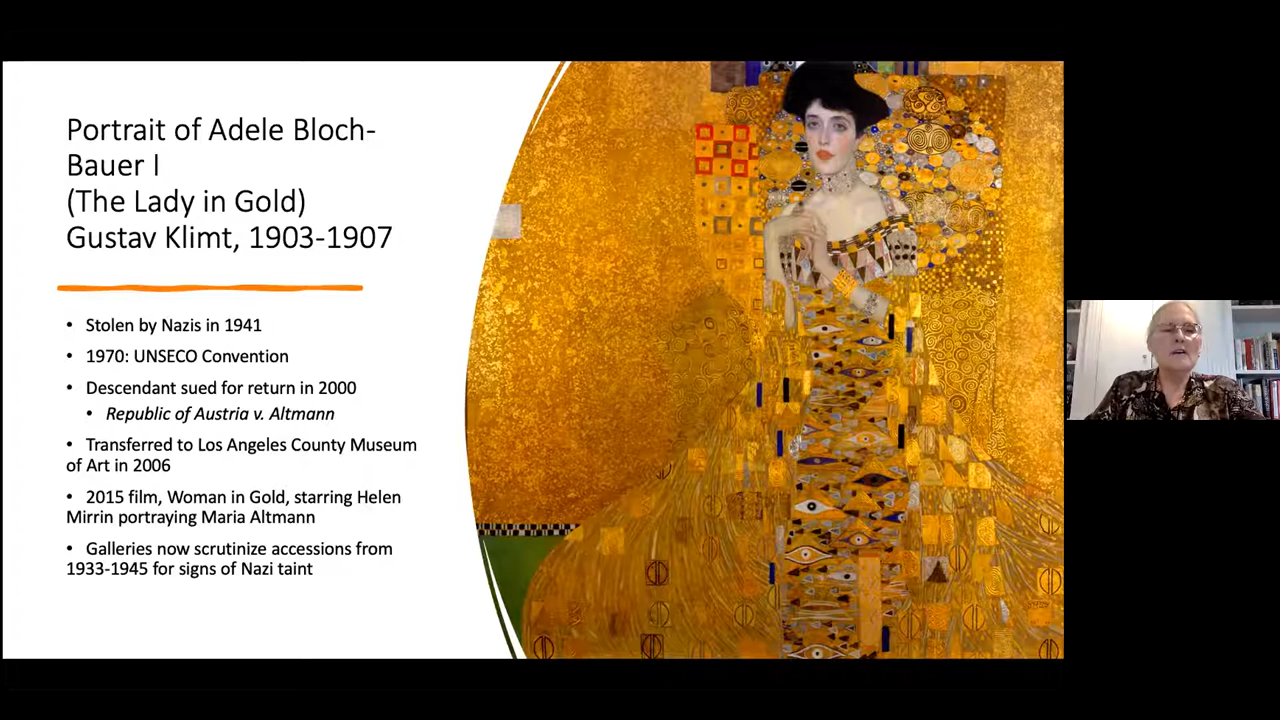 Portrait of Adele Bloch-
Bauer I
(The Lady in Gold)
Gustav Klimt, 1903-1907
• Stolen by Nazis in 1941
• 1970: UNSECO Convention
• Descendant sued for return in 2000
• Republic of Austria v. Altmann
• Transferred to Los Angeles County Museum
of Art in 2006
• 2015 film, Woman in Gold, starring Helen
Mirrin portraying Maria Altmann
• Galleries now scrutinize accessions from
1933-1945 for signs of Nazi taint